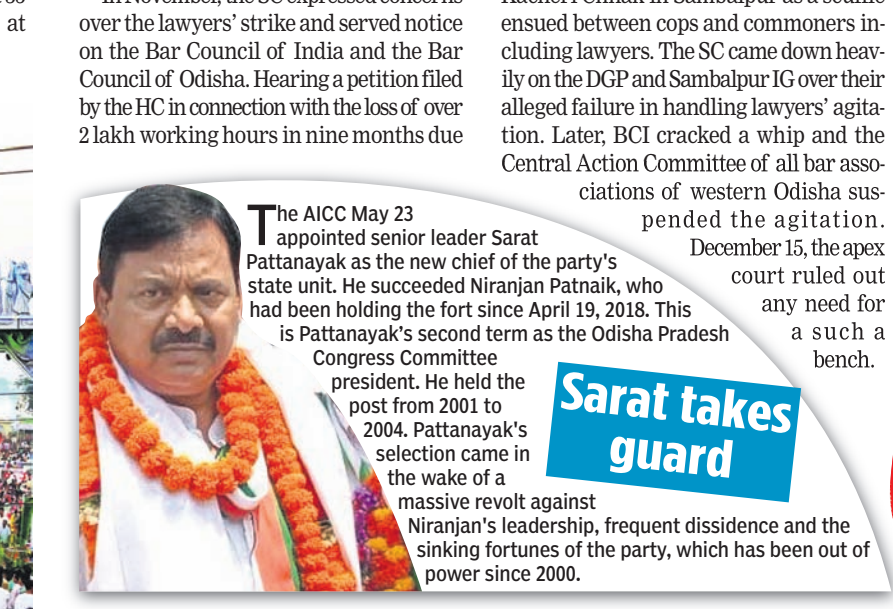 at
In November, the SC expressed concerns
over the lawyers' strike and served notice
on the Bar Council of India and the Bar
Council of Odisha. Hearing a petition filed
by the HC in connection with the loss of over
2 lakh working hours in nine months due
ensued between cops and commoners in-
cluding lawyers. The SC came down heav-
ily on the DGP and Sambalpur IG over their
alleged failure in handling lawyers' agita-
tion. Later, BCI cracked a whip and the
Central Action Committee of all bar asso-
ciations of western Odisha sus-
pended the agitation.
December 15, the apex
court ruled out
any need for
a such a
bench.
The AICC May 23
appointed senior leader Sarat
Pattanayak as the new chief of the party's
state unit. He succeeded Niranjan Patnaik, who
had been holding the fort since April 19, 2018. This
is Pattanayak's second term as the Odisha Pradesh
Congress Committee
president. He held the
post from 2001 to
2004. Pattanayak's
selection came in
the wake of a
massive revolt against
Niranjan's leadership, frequent dissidence and the
sinking fortunes of the party, which has been out of
power since 2000.
Sarat takes
guard